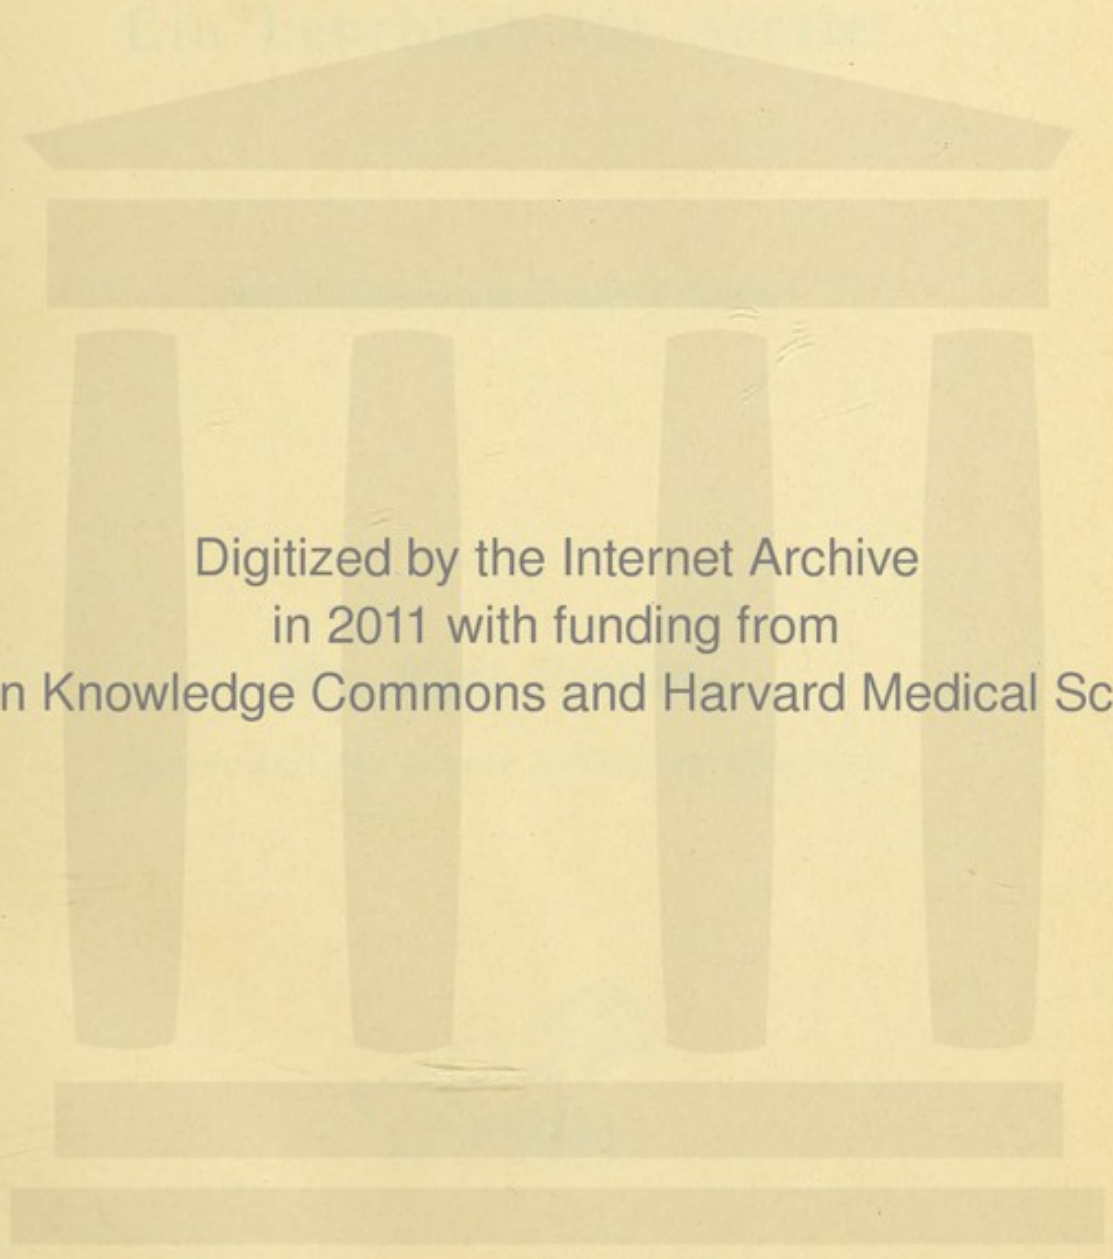 Digitized by the Internet Archive
in 2011 with funding from
n Knowledge Commons and Harvard Medical Sc